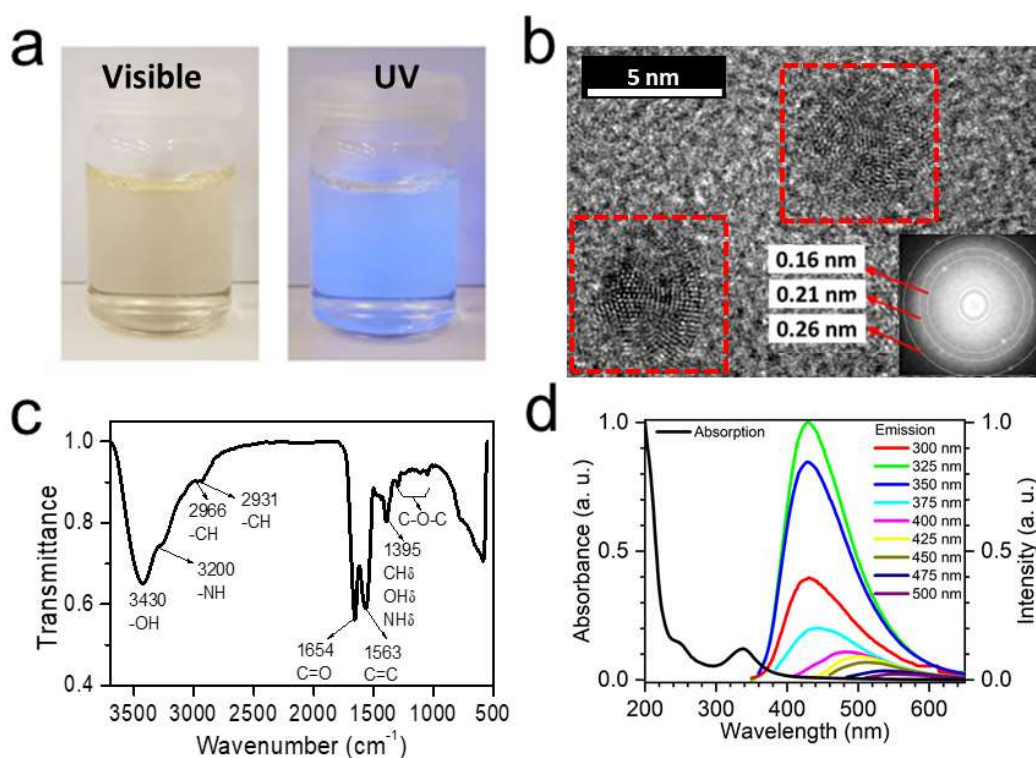 a
Visible
UV
b
5 nm
0.16 nm
0.21 nm
0.26 nm
c
Transmittance
1.0
0.8
0.6
0.4
2966
-CH
2931
-CH
3200
-NH
3430
-OH
C-O-C
1395
CHδ
OHδ
NHδ
1654
C=O
1563
C=C
3500 3000 2500 2000 1500 1000 500
Wavenumber (cm⁻¹)
d
Absorbance (a. u.)
1.0
0.5
0.0
Absorption
Emission
300 nm
325 nm
350 nm
375 nm
400 nm
425 nm
450 nm
475 nm
500 nm
1.0
0.5
0.0
Intensity (a. u.)
200 300 400 500 600
Wavelength (nm)